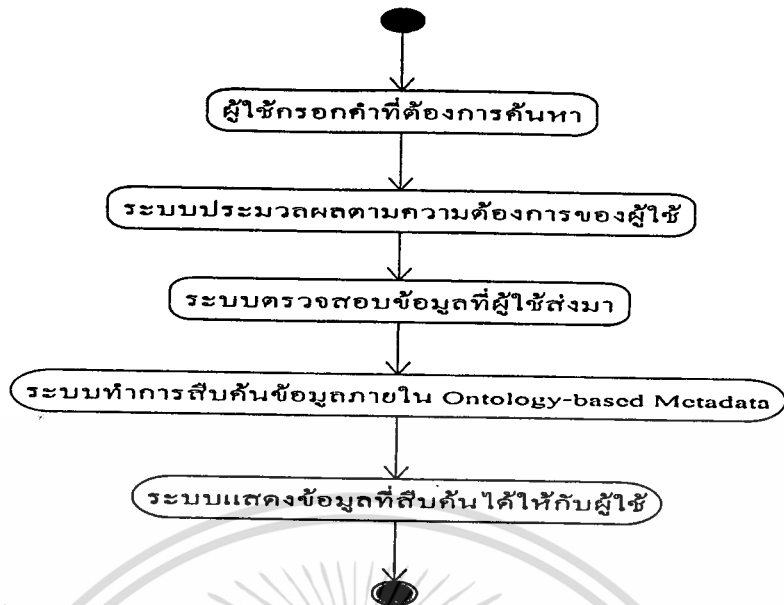 ผู้ใช้กรอกคำที่ต้องการค้นหา
ระบบประมวลผลตามความต้องการของผู้ใช้
ระบบตรวจสอบข้อมูลที่ผู้ใช้ส่งมา
ระบบทำการสืบค้นข้อมูลภายใน Ontology-based Metadata
ระบบแสดงข้อมูลที่สืบค้นได้ให้กับผู้ใช้